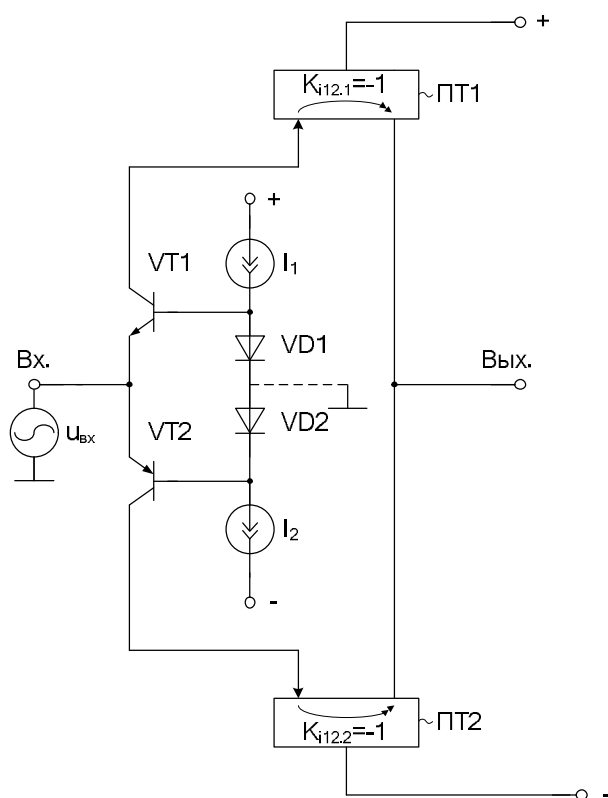 +
Ki12.1=-1
ПТ1
+
VT1
I1
VD1
Вх.
Вых.
uвх
VT2
VD2
I2
-
ПТ2
Ki12.2=-1
-